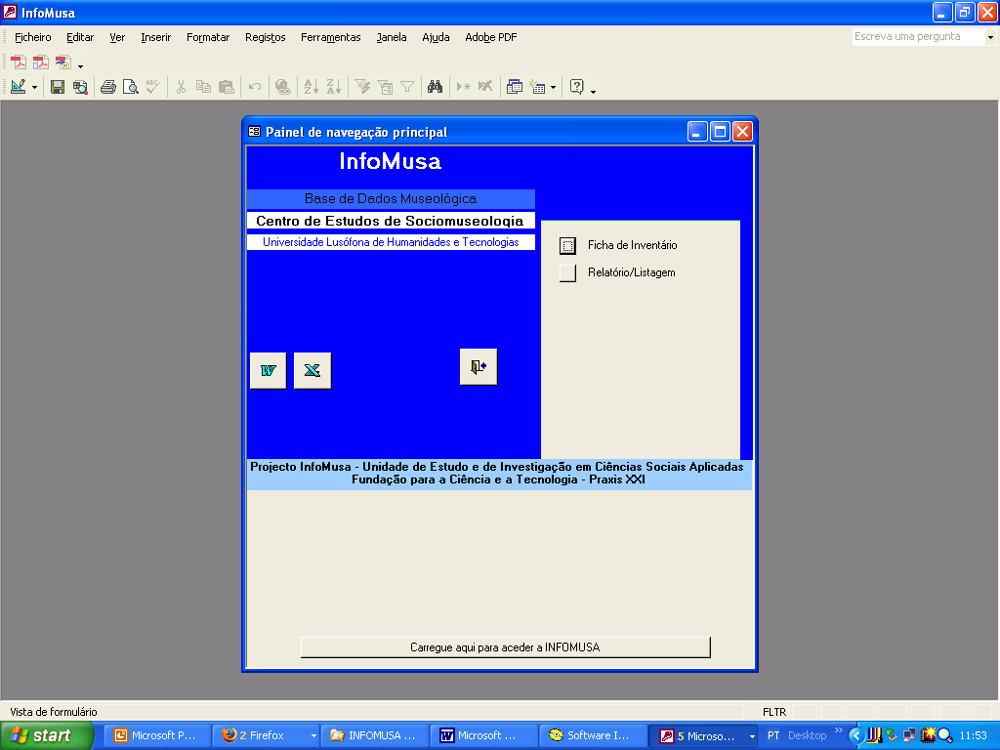 InfoMusa
Ficheiro Editar Ver Inserir Formatar Registos Ferramentas Janela Ajuda Adobe PDF
Escreva uma pergunta
Painel de navegação principal
InfoMusa
Base de Dados Museológica
Centro de Estudos de Sociomuseologia
Universidade Lusófona de Humanidades e Tecnologias
Ficha de Inventário
Relatório/Listagem
Projecto InfoMusa - Unidade de Estudo e de Investigação em Ciências Sociais Aplicadas
Fundação para a Ciência e a Tecnologia - Praxis XXI
Carregue aqui para aceder a INFOMUSA
Vista de formulário
FLTR
start
Microsoft P...
2 Firefox
INFOMUSA ...
Microsoft ...
Software I...
5 Microso...
PT
Desktop
11:53